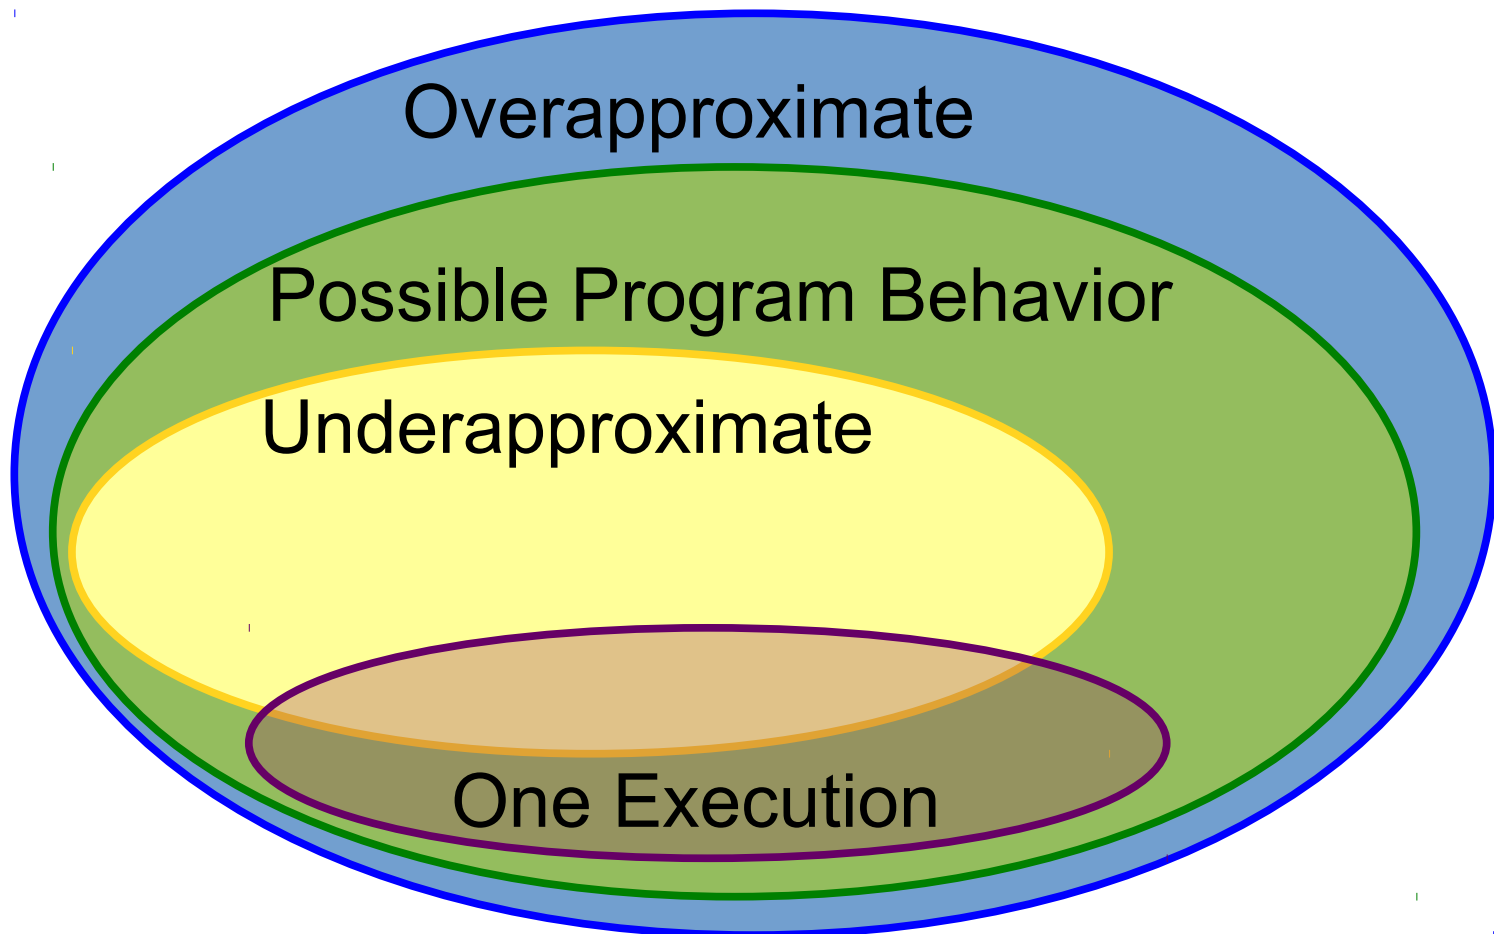 Overapproximate
Possible Program Behavior
Underapproximate
One Execution